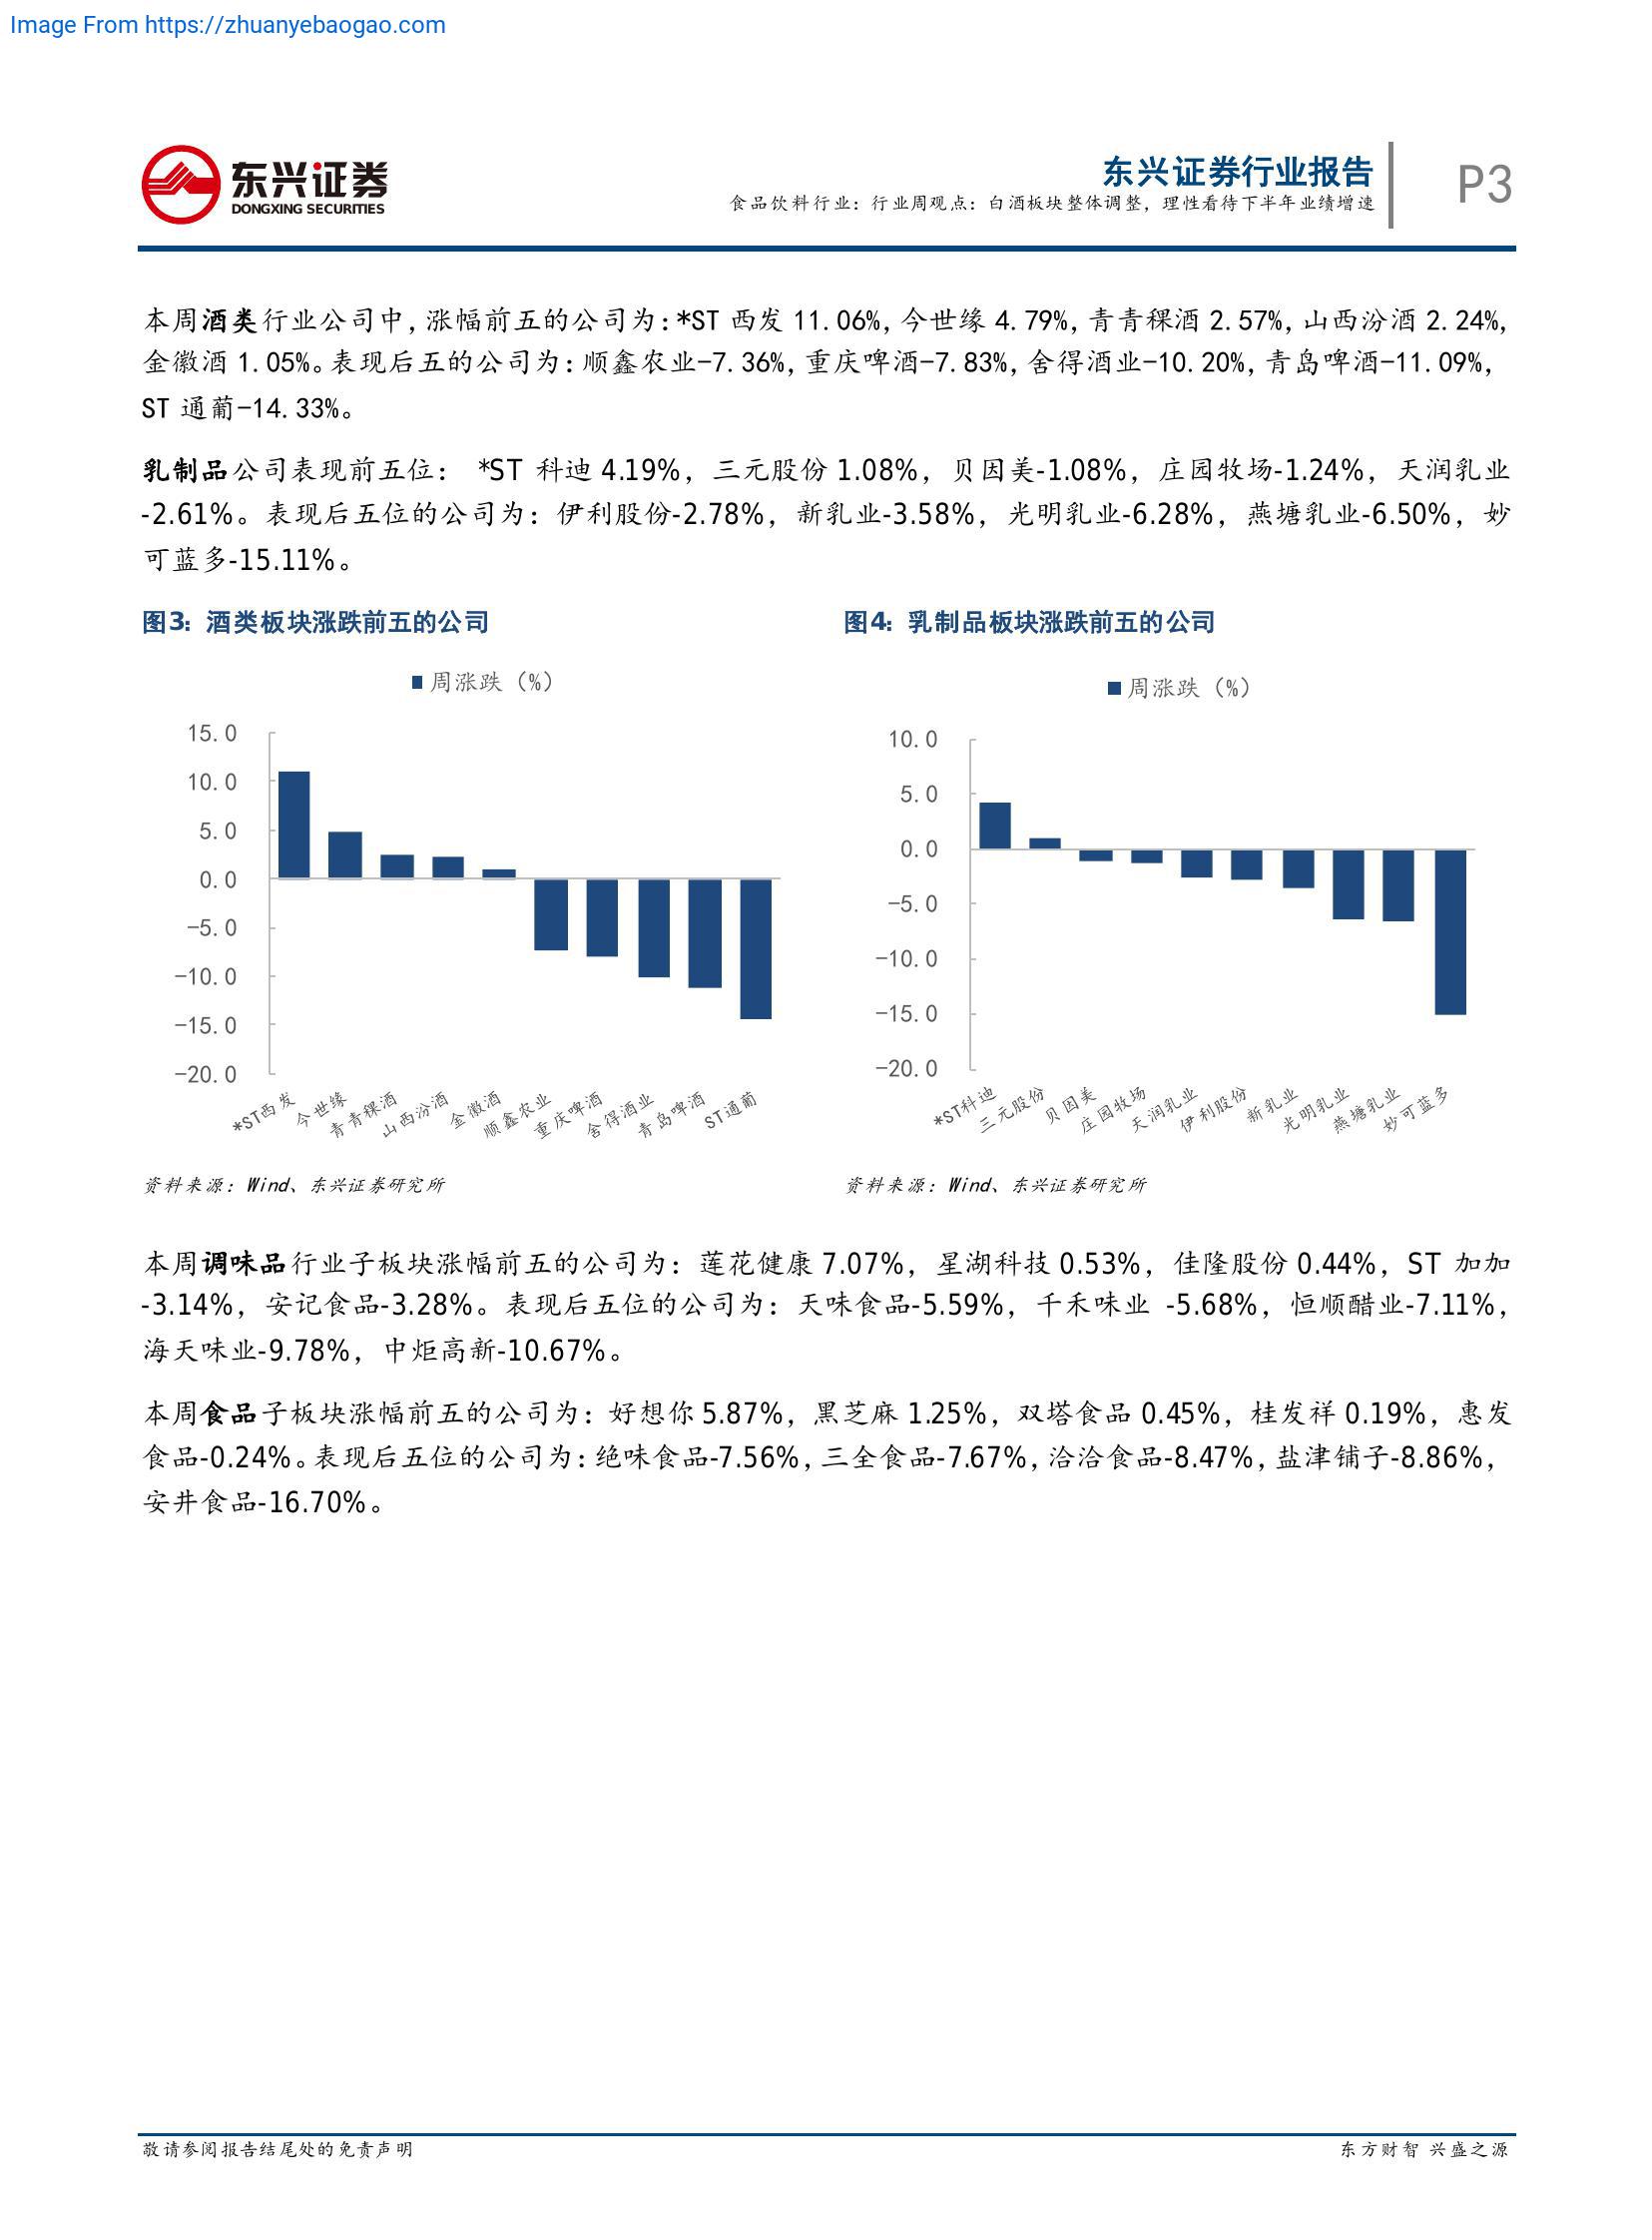 Image From https://zhuanyebaogao.com
东兴证券
DONGXING SECURITIES
东兴证券行业报告
食品饮料行业：行业周观点：白酒板块整体调整，理性看待下半年业绩增速
P3
本周酒类行业公司中，涨幅前五的公司为：*ST 西发 11.06%，今世缘 4.79%，青青稞酒 2.57%，山西汾酒 2.24%，
金徽酒 1.05%。表现后五的公司为：顺鑫农业-7.36%，重庆啤酒-7.83%，舍得酒业-10.20%，青岛啤酒-11.09%，
ST 通葡-14.33%。
乳制品公司表现前五位： *ST 科迪 4.19%，三元股份 1.08%，贝因美-1.08%，庄园牧场-1.24%，天润乳业
-2.61%。表现后五位的公司为：伊利股份-2.78%，新乳业-3.58%，光明乳业-6.28%，燕塘乳业-6.50%，妙
可蓝多-15.11%。
图3：酒类板块涨跌前五的公司
周涨跌（%）
15.0
10.0
5.0
0.0
-5.0
-10.0
-15.0
-20.0
*ST西发
今世缘
青青稞酒
山西汾酒
金徽酒
顺鑫农业
重庆啤酒
舍得酒业
青岛啤酒
ST通葡
资料来源：Wind、东兴证券研究所
图4：乳制品板块涨跌前五的公司
周涨跌（%）
10.0
5.0
0.0
-5.0
-10.0
-15.0
-20.0
*ST科迪
三元股份
贝因美
庄园牧场
天润乳业
伊利股份
新乳业
光明乳业
燕塘乳业
妙可蓝多
资料来源：Wind、东兴证券研究所
本周调味品行业子板块涨幅前五的公司为：莲花健康 7.07%，星湖科技 0.53%，佳隆股份 0.44%，ST 加加
-3.14%，安记食品-3.28%。表现后五位的公司为：天味食品-5.59%，千禾味业 -5.68%，恒顺醋业-7.11%，
海天味业-9.78%，中炬高新-10.67%。
本周食品子板块涨幅前五的公司为：好想你 5.87%，黑芝麻 1.25%，双塔食品 0.45%，桂发祥 0.19%，惠发
食品-0.24%。表现后五位的公司为：绝味食品-7.56%，三全食品-7.67%，洽洽食品-8.47%，盐津铺子-8.86%，
安井食品-16.70%。
敬请参阅报告结尾处的免责声明
东方财智 兴盛之源